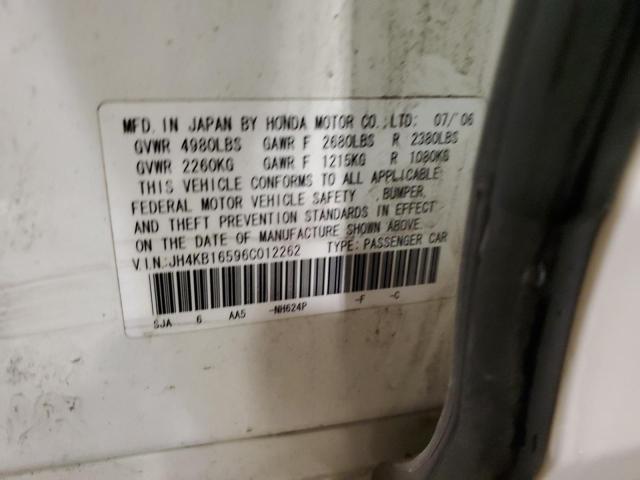 MFD. IN JAPAN BY HONDA MOTOR CO.,LTD. 07/06
GVWR 4980LBS GAWR F 2680LBS R 2380LBS
GVWR 2260KG GAWR F 1215KG R 1080KG
THIS VEHICLE CONFORMS TO ALL APPLICABLE
FEDERAL MOTOR VEHICLE SAFETY , BUMPER,
AND THEFT PREVENTION STANDARDS IN EFFECT
ON THE DATE OF MANUFACTURE SHOWN ABOVE.
V.I.N.:JH4KB16596C012262 TYPE: PASSENGER CAR
SJA 6 AA5 -NH624P -F -C